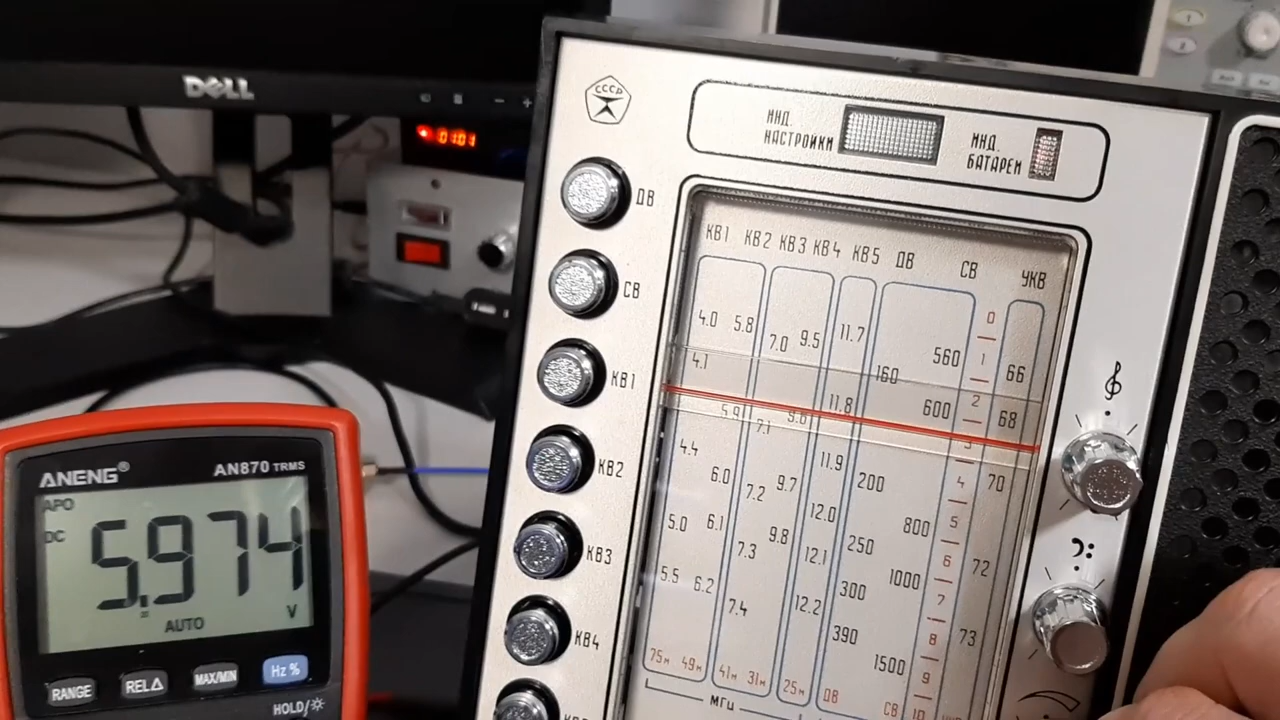 DELL
01:01
СССР
ИНД.
НАСТРОЙКИ
ИНД.
БАТАРЕИ
ДВ
СВ
КВ1
КВ2
КВ3
КВ4
КВ1 КВ2 КВ3 КВ4 КВ5 ДВ СВ УКВ
4.0 5.8 7.0 9.5 11.7 560 0
4.1 160 1 66
5.9 7.1 9.6 11.8 600 2 68
4.4 6.0 7.2 9.7 11.9 200 3 70
5.0 6.1 7.3 9.8 12.0 800 4
5.5 6.2 7.4 12.1 250 5
12.2 300 1000 6 72
390 7
1500 8 73
9
75м 49м 41м 31м 25м ДВ СВ 10
МГц
ANENG®
AN870 TRMS
APO
DC
5.974
V
AUTO
RANGE
RELΔ
MAX/MIN
Hz %
HOLD/